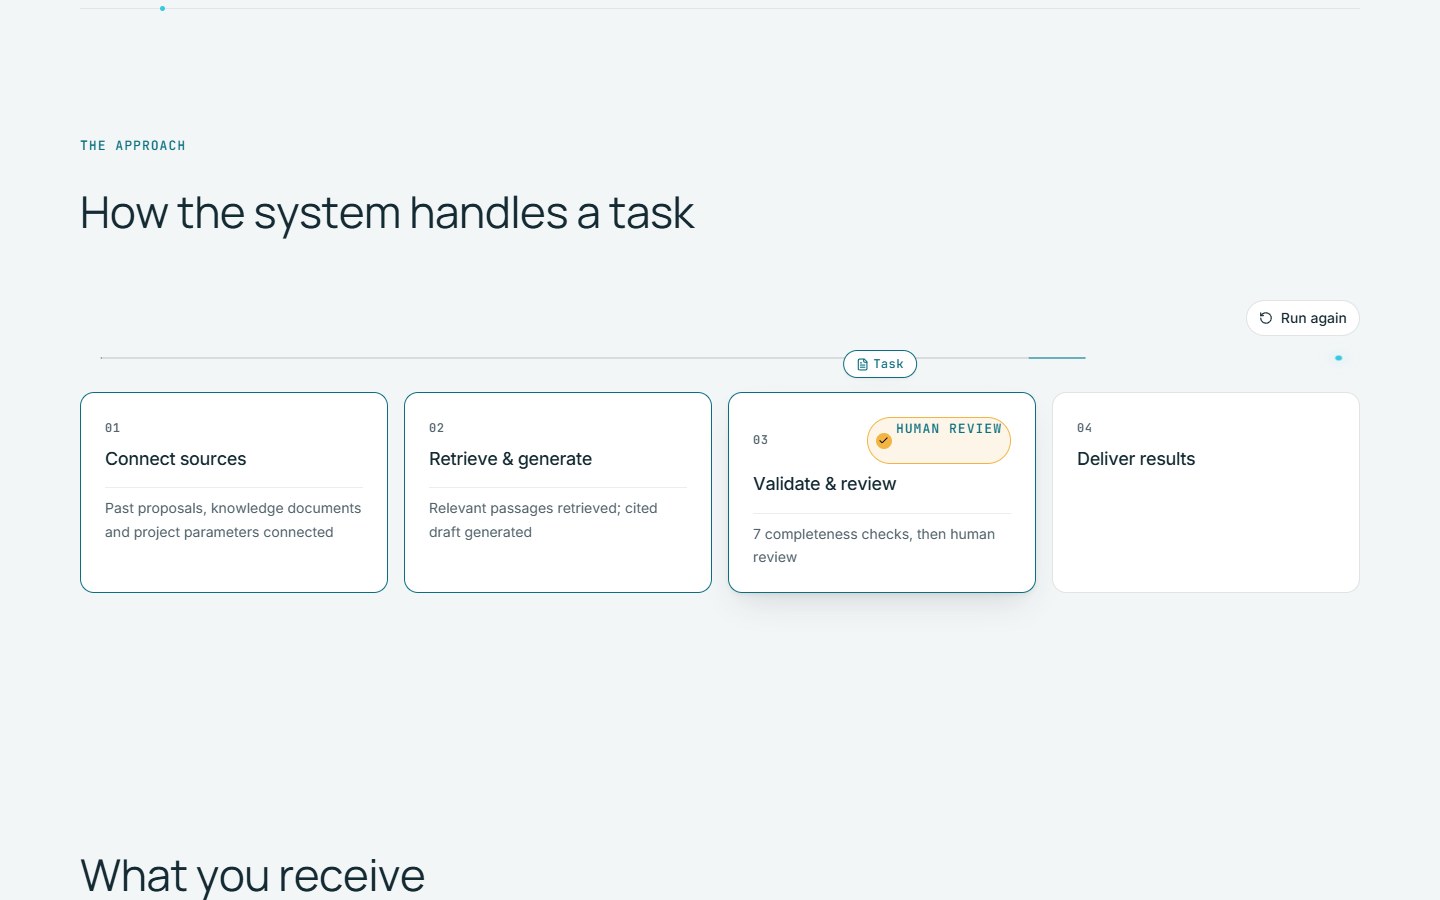 THE APPROACH
How the system handles a task
Run again
Task
01
Connect sources
Past proposals, knowledge documents
and project parameters connected
02
Retrieve & generate
Relevant passages retrieved; cited
draft generated
03
HUMAN REVIEW
Validate & review
7 completeness checks, then human
review
04
Deliver results
What you receive